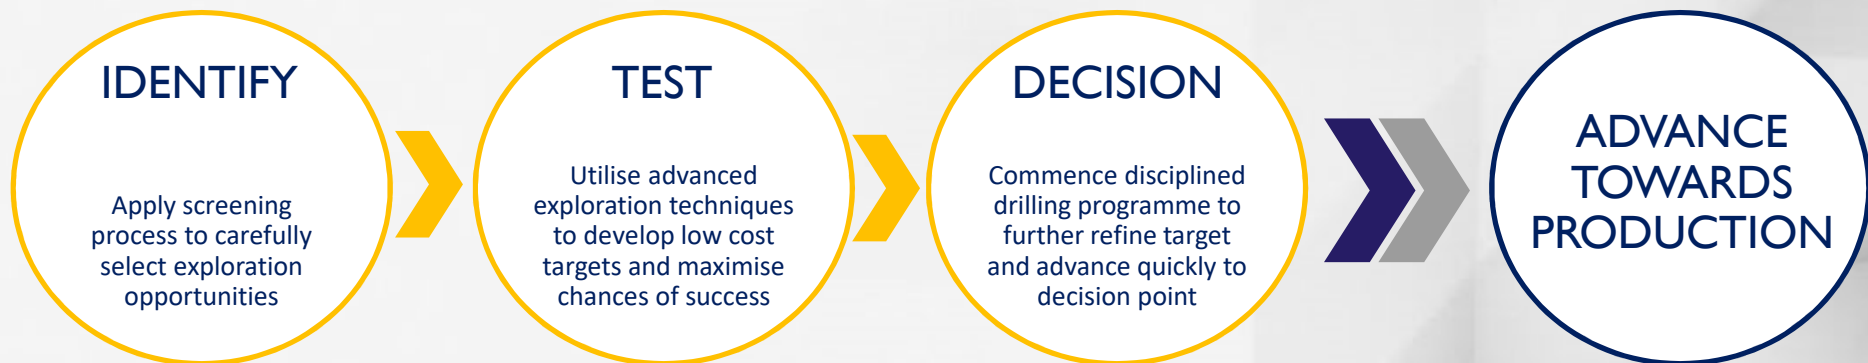 IDENTIFY
Apply screening
process to carefully
select exploration
opportunities
TEST
Utilise advanced
exploration techniques
to develop low cost
targets and maximise
chances of success
DECISION
Commence disciplined
drilling programme to
further refine target
and advance quickly to
decision point
ADVANCE
TOWARDS
PRODUCTION